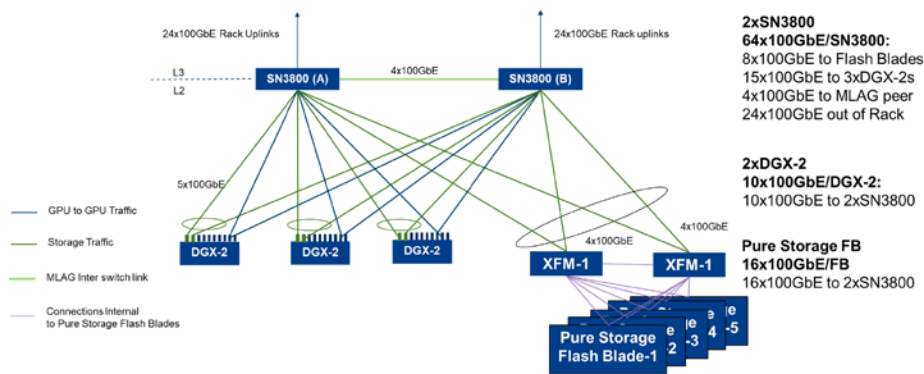 24x100GbE Rack Uplinks
24x100GbE Rack uplinks
L3
L2
SN3800 (A)
4x100GbE
SN3800 (B)
5x100GbE
GPU to GPU Traffic
Storage Traffic
MLAG Inter switch link
Connections Internal
to Pure Storage Flash Blades
DGX-2
DGX-2
DGX-2
4x100GbE
4x100GbE
XFM-1
XFM-1
Pure Storage
Flash Blade-1
-2
-3
-4
-5
2xSN3800
64x100GbE/SN3800:
8x100GbE to Flash Blades
15x100GbE to 3xDGX-2s
4x100GbE to MLAG peer
24x100GbE out of Rack
2xDGX-2
10x100GbE/DGX-2:
10x100GbE to 2xSN3800
Pure Storage FB
16x100GbE/FB
16x100GbE to 2xSN3800